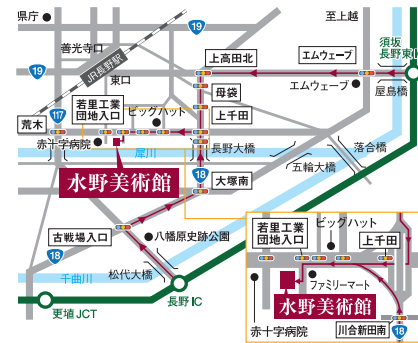 県庁
19
至上越
善光寺口
JR長野駅
東口
19
上高田北
エムウェーブ
須坂
長野東IC
母袋
エムウェーブ
屋島橋
117
若里工業
団地入口
ビッグハット
上千田
荒木
赤十字病院
犀川
長野大橋
落合橋
五輪大橋
水野美術館
18
大塚南
古戦場入口
八幡原史跡公園
18
千曲川
松代大橋
長野IC
更埴JCT
若里工業
団地入口
ビッグハット
上千田
ファミリーマート
水野美術館
赤十字病院
川合新田南
18